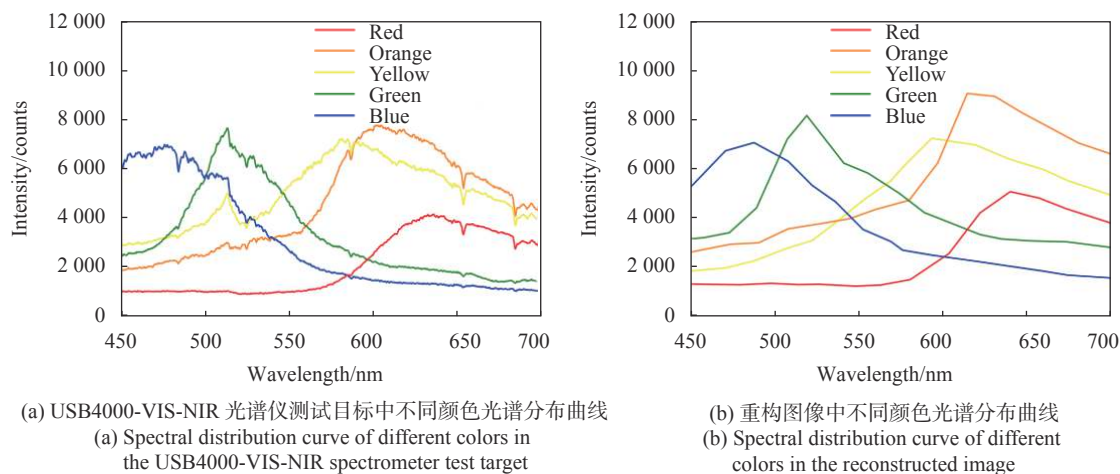 12 000
10 000
8 000
6 000
4 000
2 000
0
Intensity/counts
Red
Orange
Yellow
Green
Blue
450
500
550
600
650
700
Wavelength/nm
(a) USB4000-VIS-NIR 光谱仪测试目标中不同颜色光谱分布曲线
(a) Spectral distribution curve of different colors in
the USB4000-VIS-NIR spectrometer test target
12 000
10 000
8 000
6 000
4 000
2 000
0
Intensity/counts
Red
Orange
Yellow
Green
Blue
450
500
550
600
650
700
Wavelength/nm
(b) 重构图像中不同颜色光谱分布曲线
(b) Spectral distribution curve of different
colors in the reconstructed image